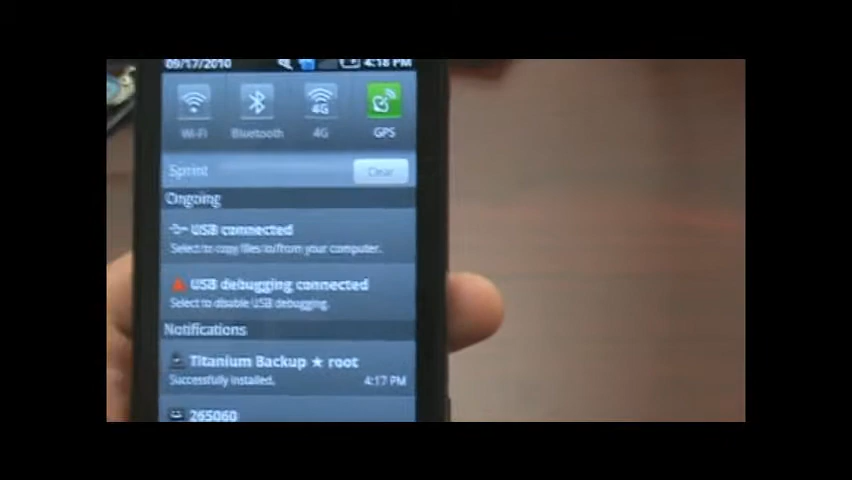 09/17/2010 4:18 PM
Wi-Fi Bluetooth 4G GPS
Sprint Clear
Ongoing
USB connected
Select to copy files to/from your computer.
USB debugging connected
Select to disable USB debugging.
Notifications
Titanium Backup ★ root
Successfully installed. 4:17 PM
265060